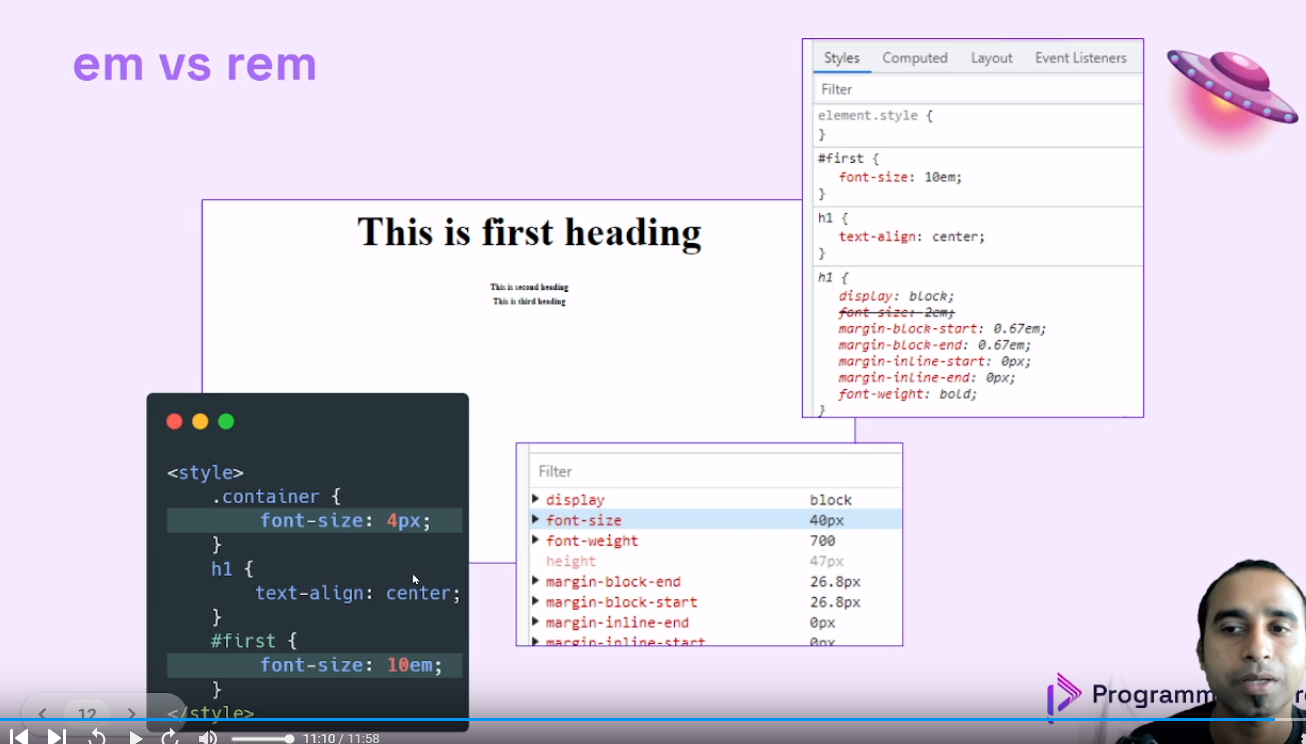 em vs rem
Styles Computed Layout Event Listeners
Filter
element.style {
}
#first {
font-size: 10em;
}
h1 {
text-align: center;
}
h1 {
display: block;
font-size: 2em;
margin-block-start: 0.67em;
margin-block-end: 0.67em;
margin-inline-start: 0px;
margin-inline-end: 0px;
font-weight: bold;
}
This is first heading
This is second heading
This is third heading
<style>
.container {
font-size: 4px;
}
h1 {
text-align: center;
}
#first {
font-size: 10em;
}
</style>
Filter
display block
font-size 40px
font-weight 700
height 47px
margin-block-end 26.8px
margin-block-start 26.8px
margin-inline-end 0px
margin-inline-start 0px
12
11:10 / 11:58